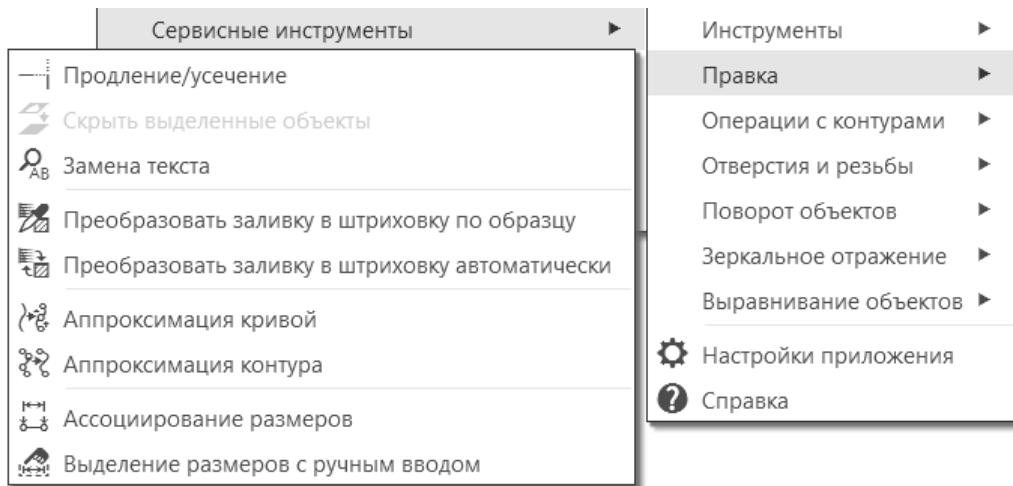 Сервисные инструменты
Продление/усечение
Скрыть выделенные объекты
Замена текста
Преобразовать заливку в штриховку по образцу
Преобразовать заливку в штриховку автоматически
Аппроксимация кривой
Аппроксимация контура
Ассоциирование размеров
Выделение размеров с ручным вводом
Инструменты
Правка
Операции с контурами
Отверстия и резьбы
Поворот объектов
Зеркальное отражение
Выравнивание объектов
Настройки приложения
Справка